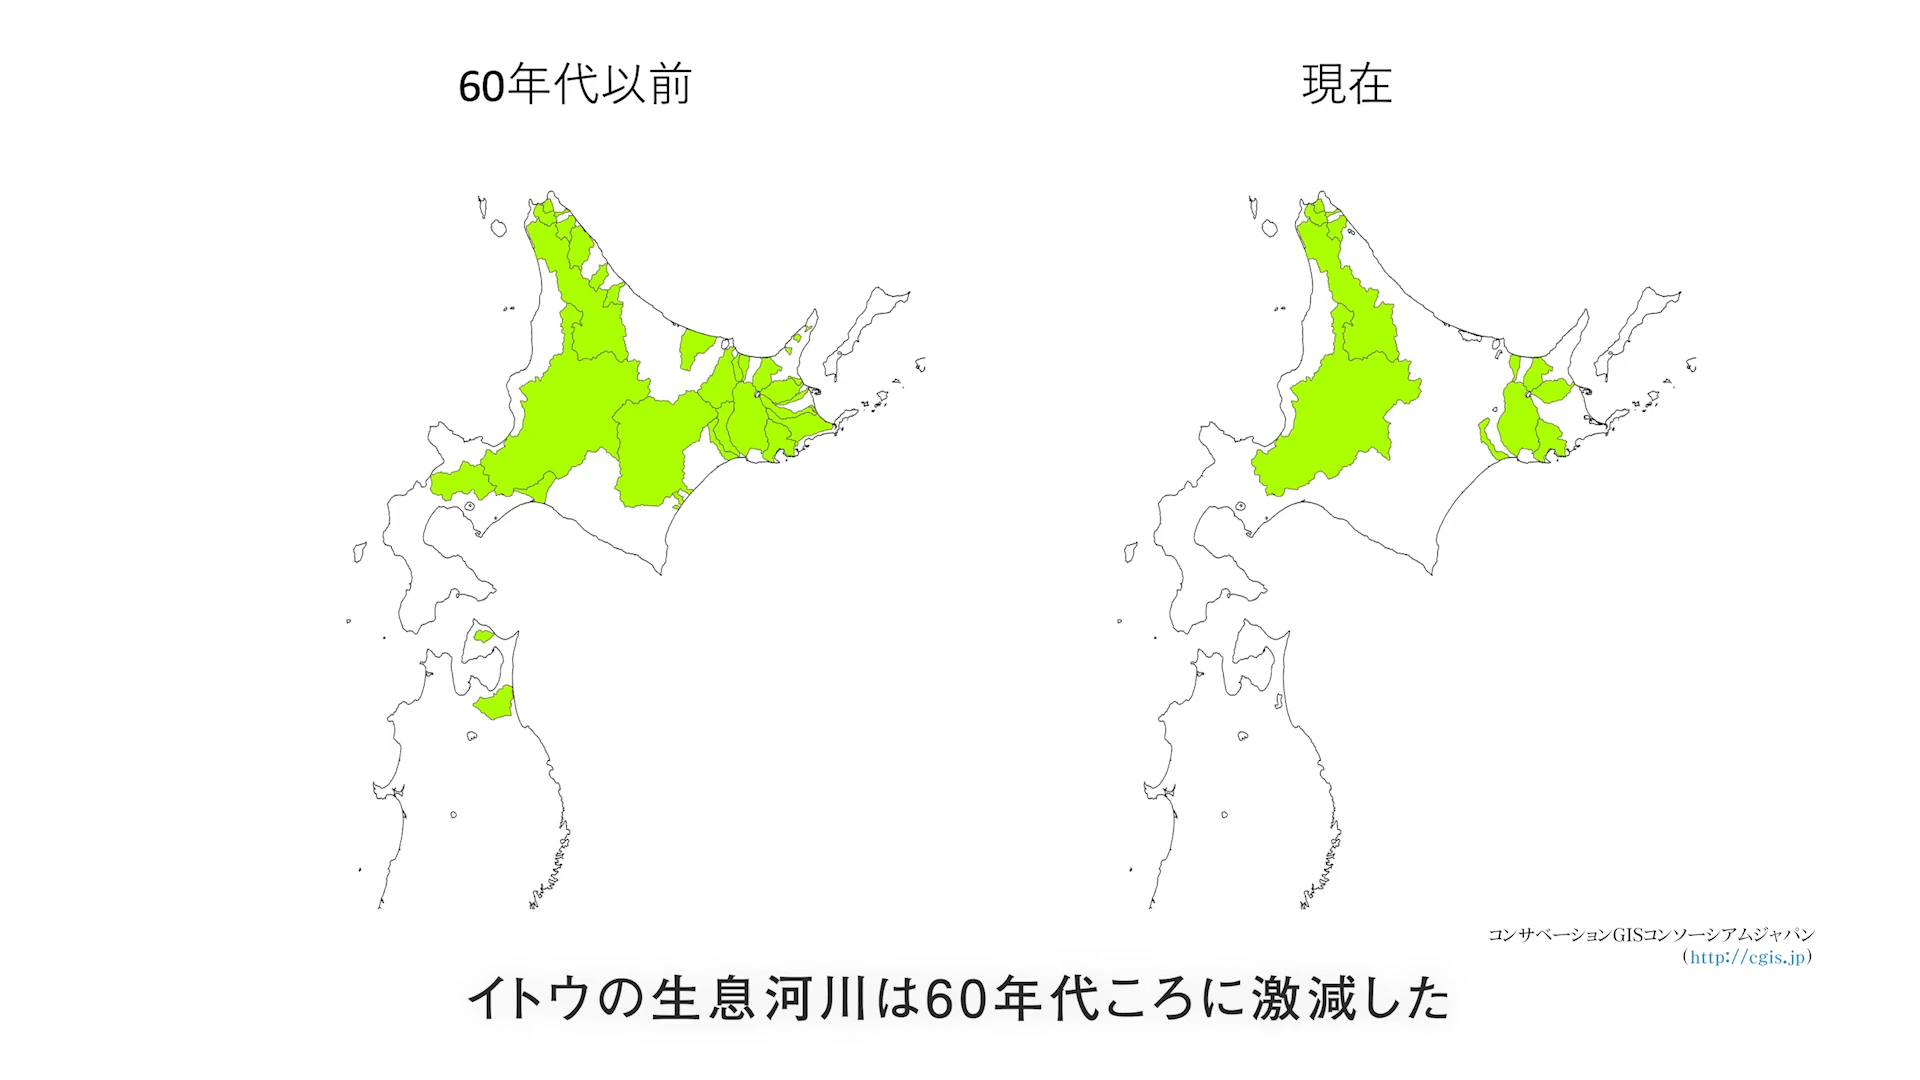 60年代以前
現在
コンサベーションGISコンソーシアムジャパン
(http://cgis.jp)
イトウの生息河川は60年代ころに激減した